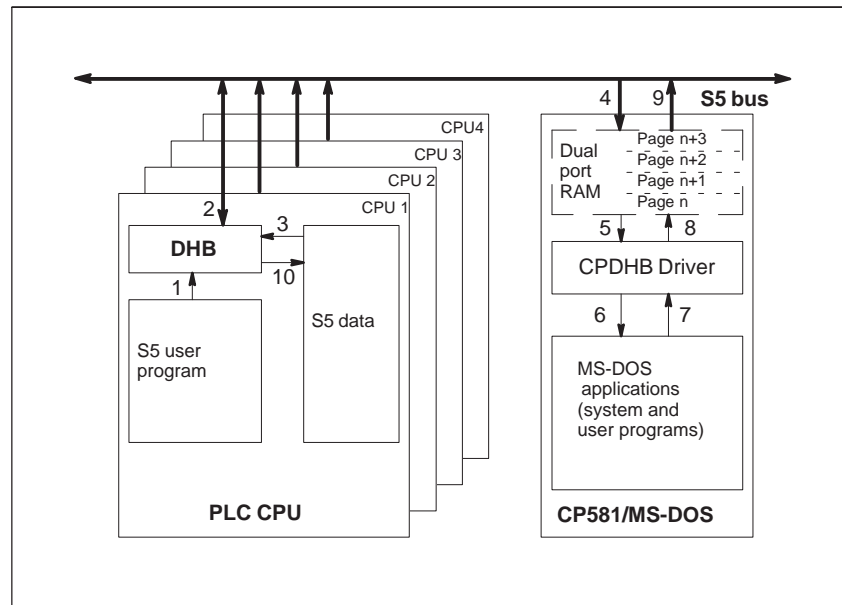 S5 bus
4
9
CPU4
CPU 3
CPU 2
CPU 1
2
DHB
3
10
1
S5 user
program
S5 data
PLC CPU
Dual
port
RAM
Page n+3
Page n+2
Page n+1
Page n
5
8
CPDHB Driver
6
7
MS-DOS
applications
(system and
user programs)
CP581/MS-DOS